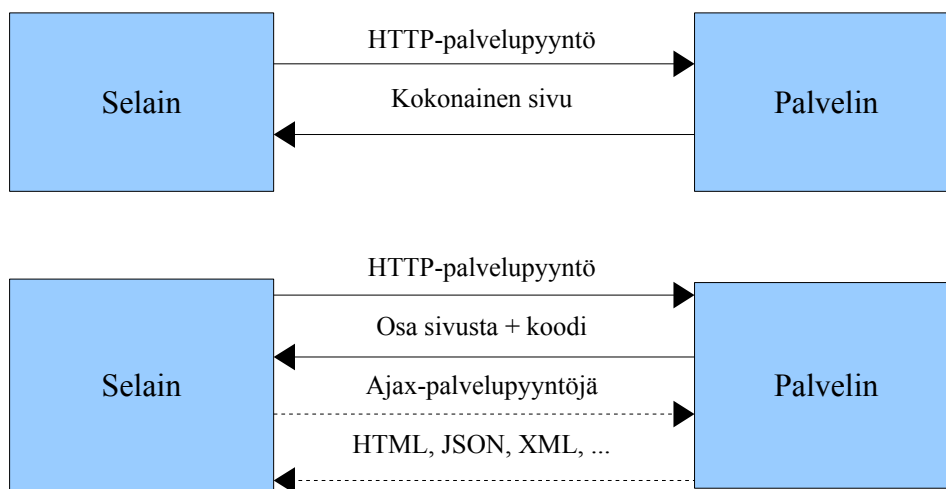 HTTP-palvelupyyntö
Selain
Kokonainen sivu
Palvelin
HTTP-palvelupyyntö
Osa sivusta + koodi
Selain
Ajax-palvelupyyntöjä
Palvelin
HTML, JSON, XML, ...